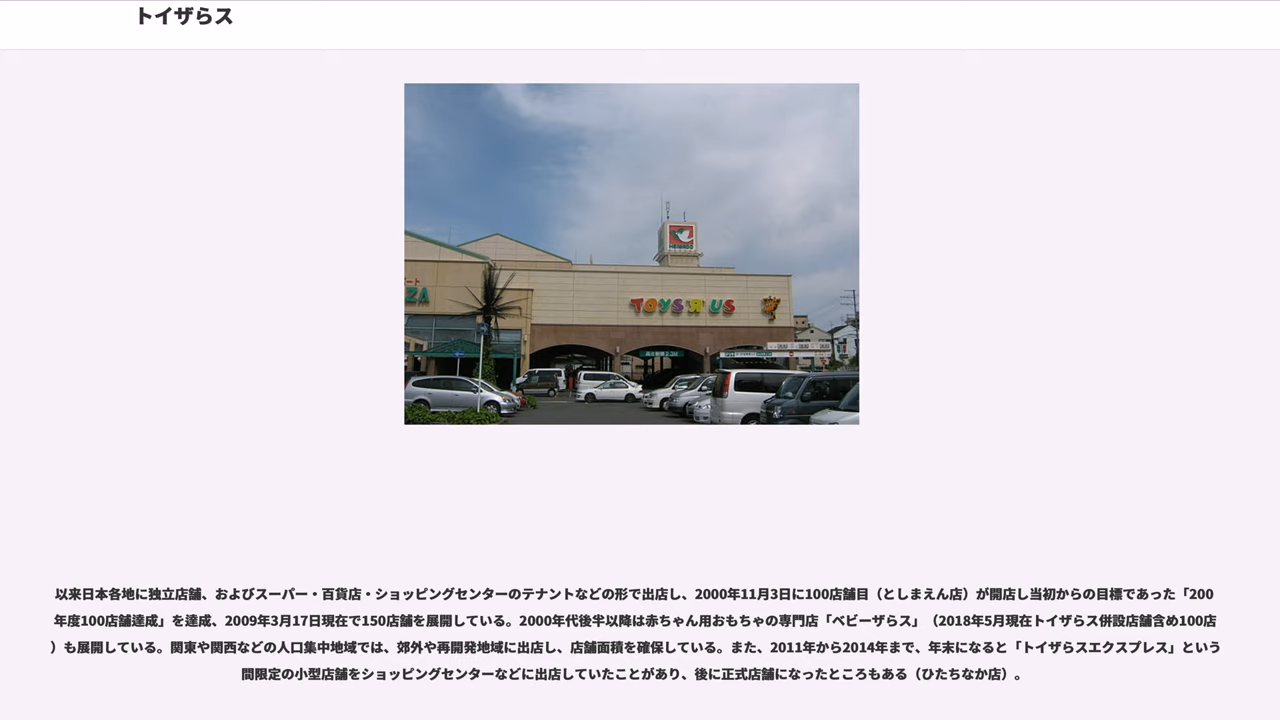 トイザらス
HEIWADO
ート
ZA
TOYS"R"US
以来日本各地に独立店舗、およびスーパー・百貨店・ショッピングセンターのテナントなどの形で出店し、2000年11月3日に100店舗目（としまえん店）が開店し当初からの目標であった「200
年度100店舗達成」を達成、2009年3月17日現在で150店舗を展開している。2000年代後半以降は赤ちゃん用おもちゃの専門店「ベビーザらス」（2018年5月現在トイザらス併設店舗含め100店
）も展開している。関東や関西などの人口集中地域では、郊外や再開発地域に出店し、店舗面積を確保している。また、2011年から2014年まで、年末になると「トイザらスエクスプレス」という
間限定の小型店舗をショッピングセンターなどに出店していたことがあり、後に正式店舗になったところもある（ひたちなか店）。